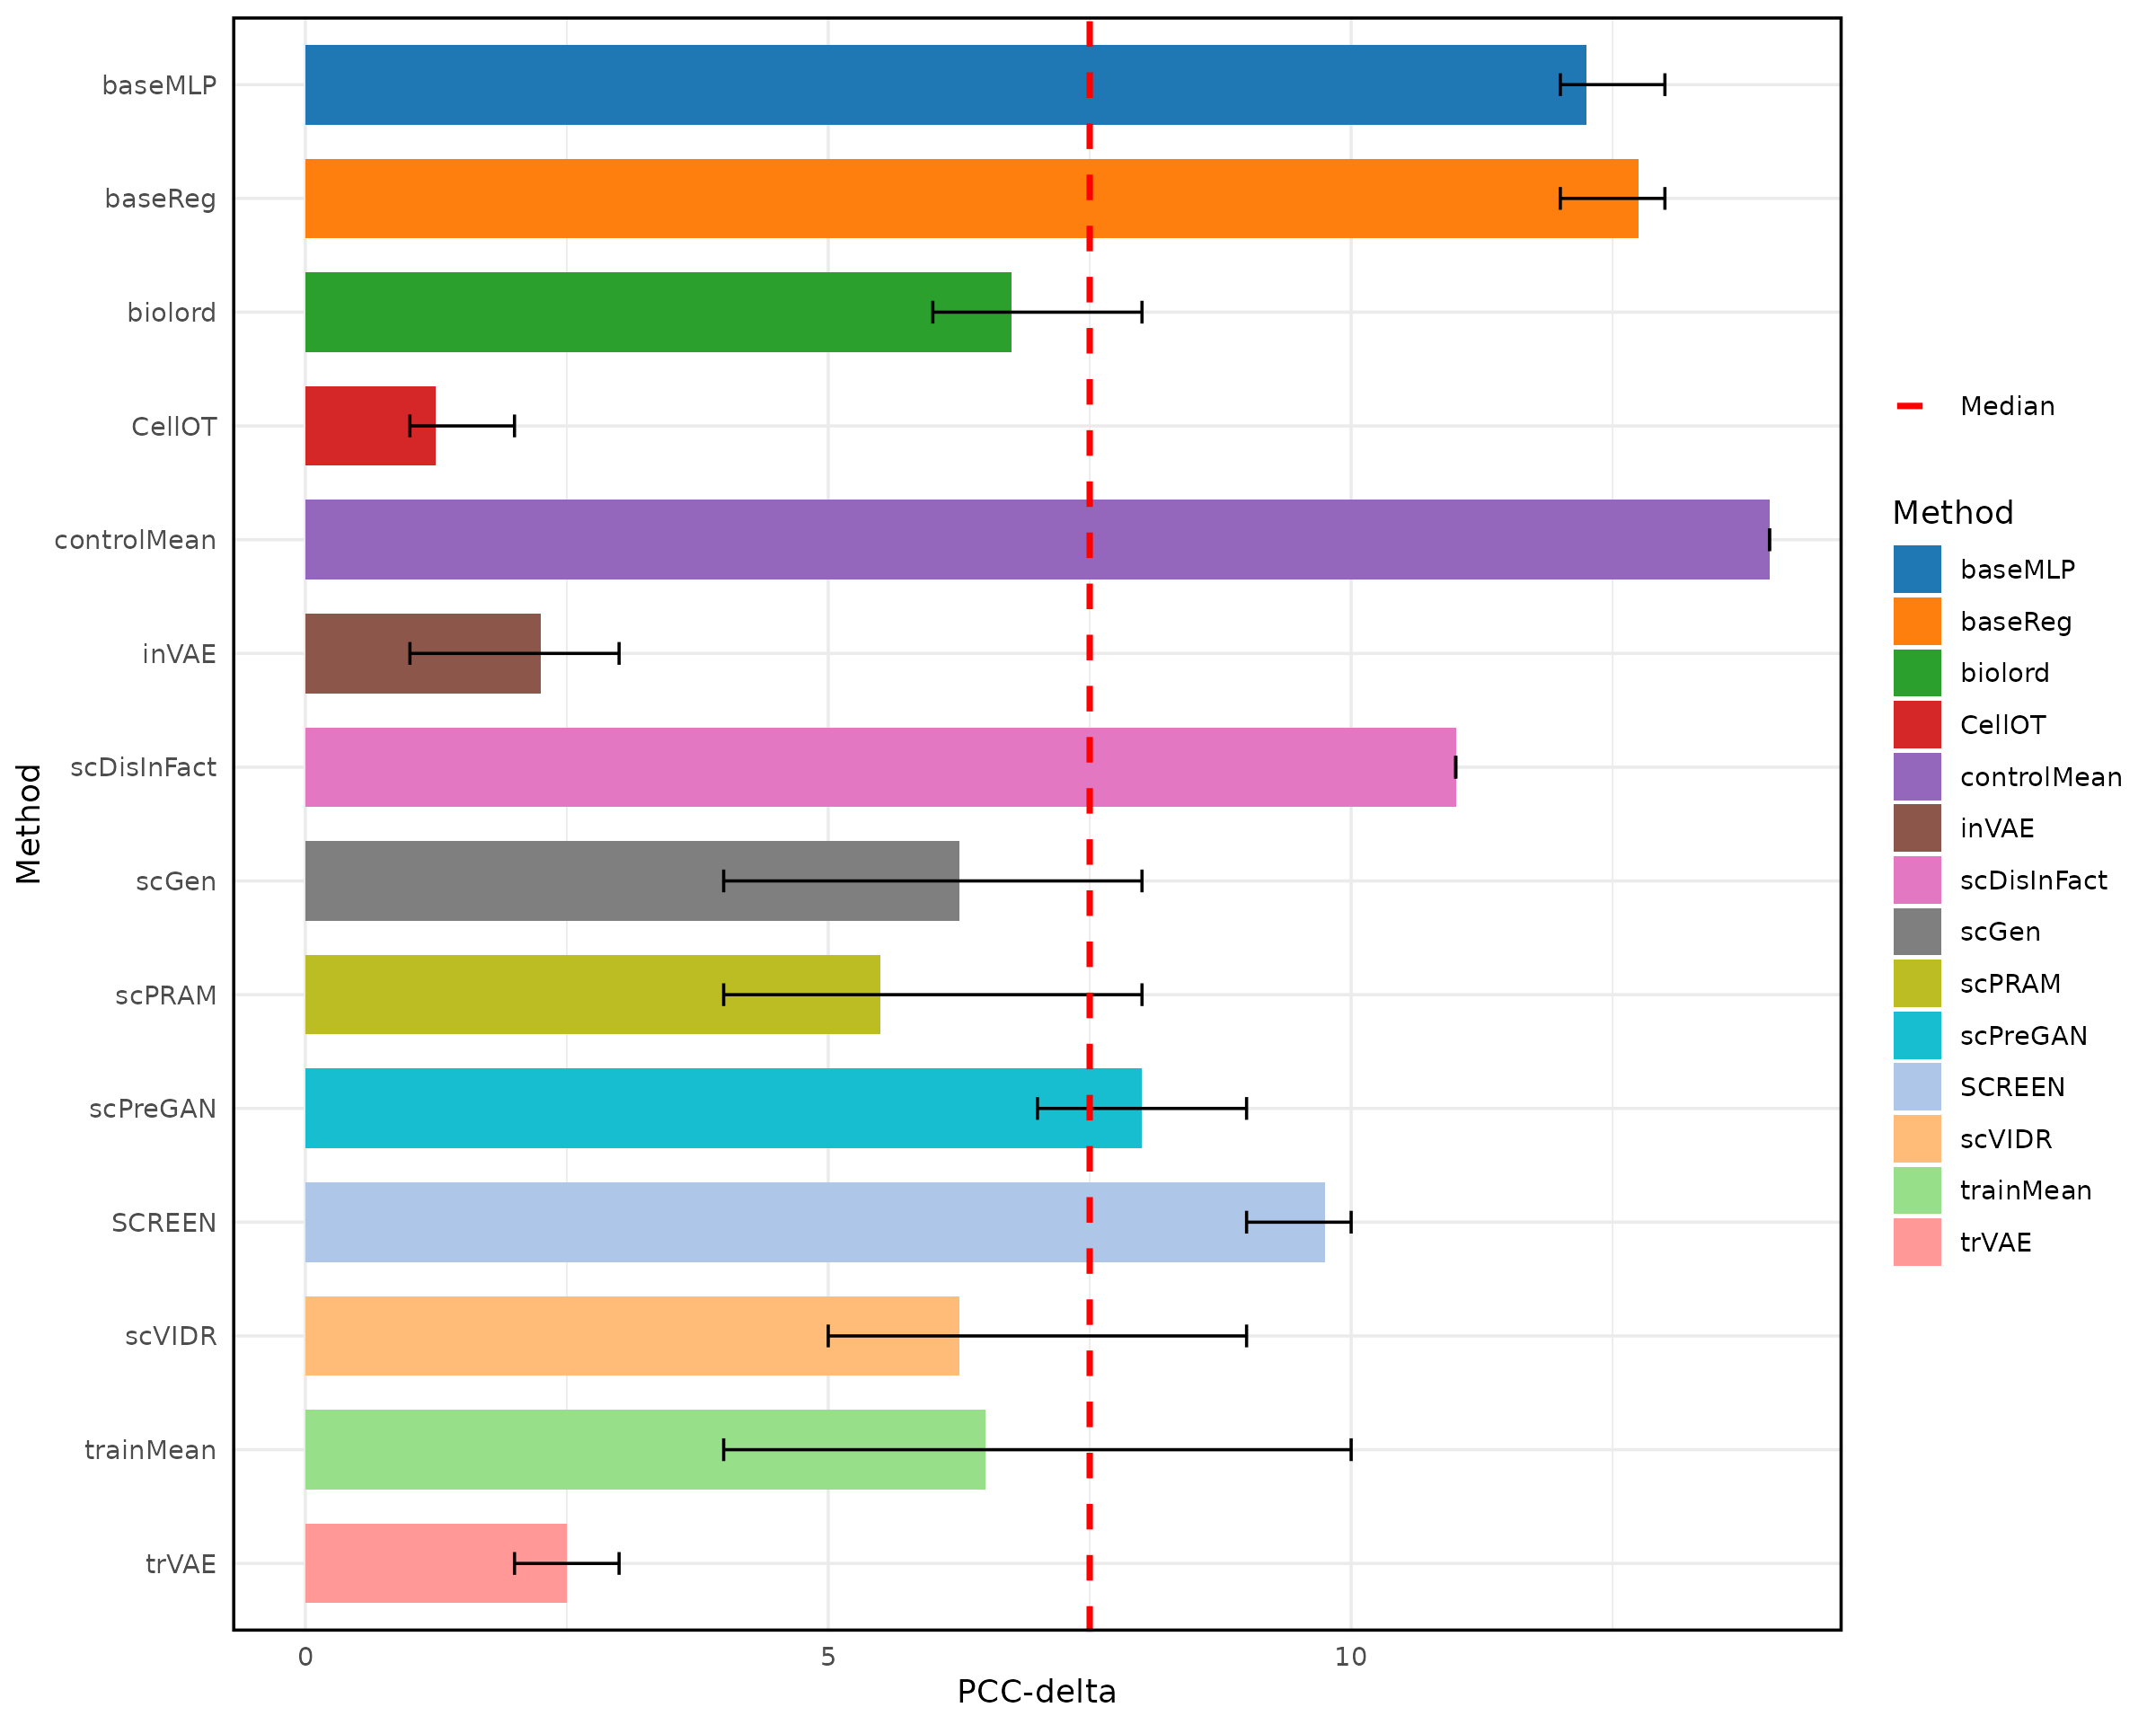 Method
baseMLP
baseReg
biolord
CellOT
controlMean
inVAE
scDisInFact
scGen
scPRAM
scPreGAN
SCREEN
scVIDR
trainMean
trVAE
0 5 10
PCC-delta
Median
Method
baseMLP
baseReg
biolord
CellOT
controlMean
inVAE
scDisInFact
scGen
scPRAM
scPreGAN
SCREEN
scVIDR
trainMean
trVAE